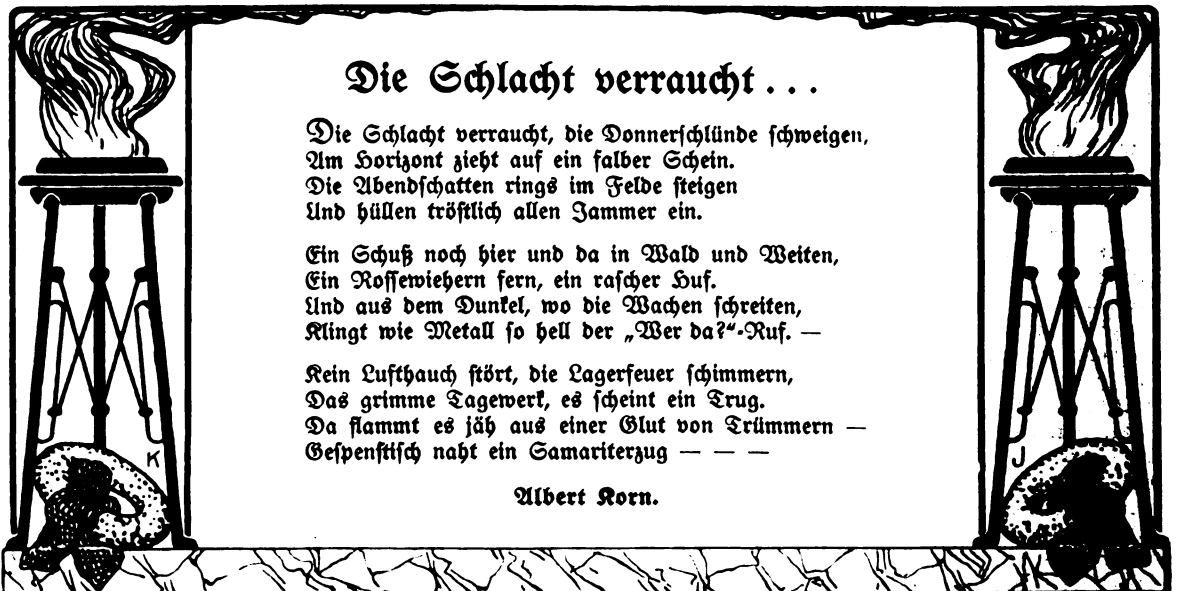 Die Schlacht verraucht...
Die Schlacht verraucht, die Donnerschlünde schweigen,
Am Horizont zieht auf ein falber Schein.
Die Abendschatten rings im Felde steigen
Und hüllen tröstlich allen Jammer ein.
Ein Schuß noch hier und da in Wald und Weiten,
Ein Rossewiehern fern, ein rascher Huf.
Und aus dem Dunkel, wo die Wachen schreiten,
Klingt wie Metall so hell der „Wer da?“-Ruf. —
Kein Lufthauch stört, die Lagerfeuer schimmern,
Das grimme Tagewerk, es scheint ein Trug.
Da flammt es jäh aus einer Glut von Trümmern —
Gespenstisch naht ein Samariterzug — — —
Albert Korn.
K
J